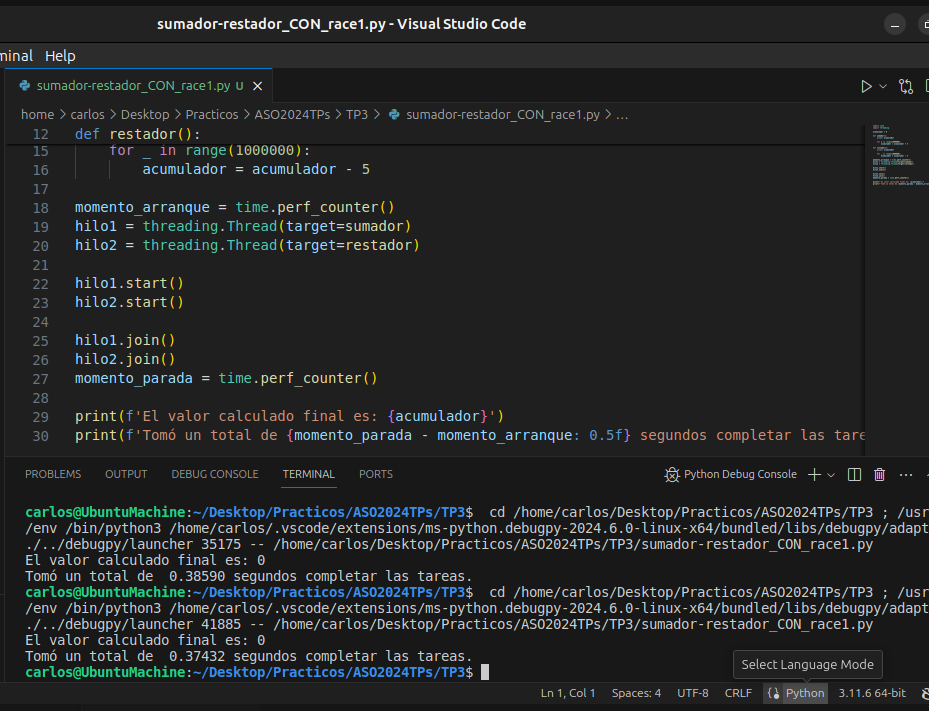 sumador-restador_CON_race1.py - Visual Studio Code
minal Help
sumador-restador_CON_race1.py U
home > carlos > Desktop > Practicos > ASO2024TPs > TP3 > sumador-restador_CON_race1.py > ...
12 def restador():
15 for _ in range(1000000):
16 acumulador = acumulador - 5
17
18 momento_arranque = time.perf_counter()
19 hilo1 = threading.Thread(target=sumador)
20 hilo2 = threading.Thread(target=restador)
21
22 hilo1.start()
23 hilo2.start()
24
25 hilo1.join()
26 hilo2.join()
27 momento_parada = time.perf_counter()
28
29 print(f'El valor calculado final es: {acumulador}')
30 print(f'Tomó un total de {momento_parada - momento_arranque: 0.5f} segundos completar las tare
PROBLEMS OUTPUT DEBUG CONSOLE TERMINAL PORTS Python Debug Console
carlos@UbuntuMachine:~/Desktop/Practicos/ASO2024TPs/TP3$ cd /home/carlos/Desktop/Practicos/ASO2024TPs/TP3 ; /usr
/env /bin/python3 /home/carlos/.vscode/extensions/ms-python.debugpy-2024.6.0-linux-x64/bundled/libs/debugpy/adapt
./../debugpy/launcher 35175 -- /home/carlos/Desktop/Practicos/ASO2024TPs/TP3/sumador-restador_CON_race1.py
El valor calculado final es: 0
Tomó un total de  0.38590 segundos completar las tareas.
carlos@UbuntuMachine:~/Desktop/Practicos/ASO2024TPs/TP3$ cd /home/carlos/Desktop/Practicos/ASO2024TPs/TP3 ; /usr
/env /bin/python3 /home/carlos/.vscode/extensions/ms-python.debugpy-2024.6.0-linux-x64/bundled/libs/debugpy/adapt
./../debugpy/launcher 41885 -- /home/carlos/Desktop/Practicos/ASO2024TPs/TP3/sumador-restador_CON_race1.py
El valor calculado final es: 0
Tomó un total de  0.37432 segundos completar las tareas.
carlos@UbuntuMachine:~/Desktop/Practicos/ASO2024TPs/TP3$
Select Language Mode
Ln 1, Col 1 Spaces: 4 UTF-8 CRLF Python 3.11.6 64-bit